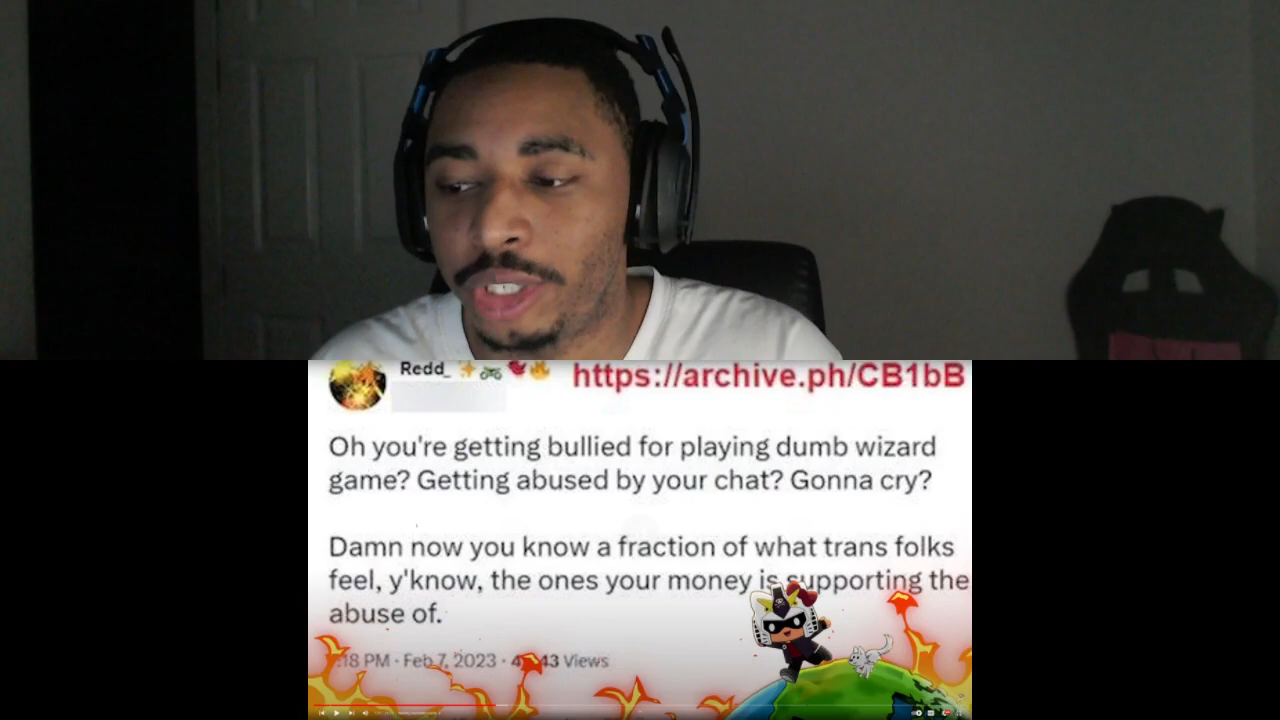 Redd_
https://archive.ph/CB1bB
Oh you're getting bullied for playing dumb wizard
game? Getting abused by your chat? Gonna cry?
Damn now you know a fraction of what trans folks
feel, y'know, the ones your money is supporting the
abuse of.
:18 PM · Feb 7, 2023 · 43 Views